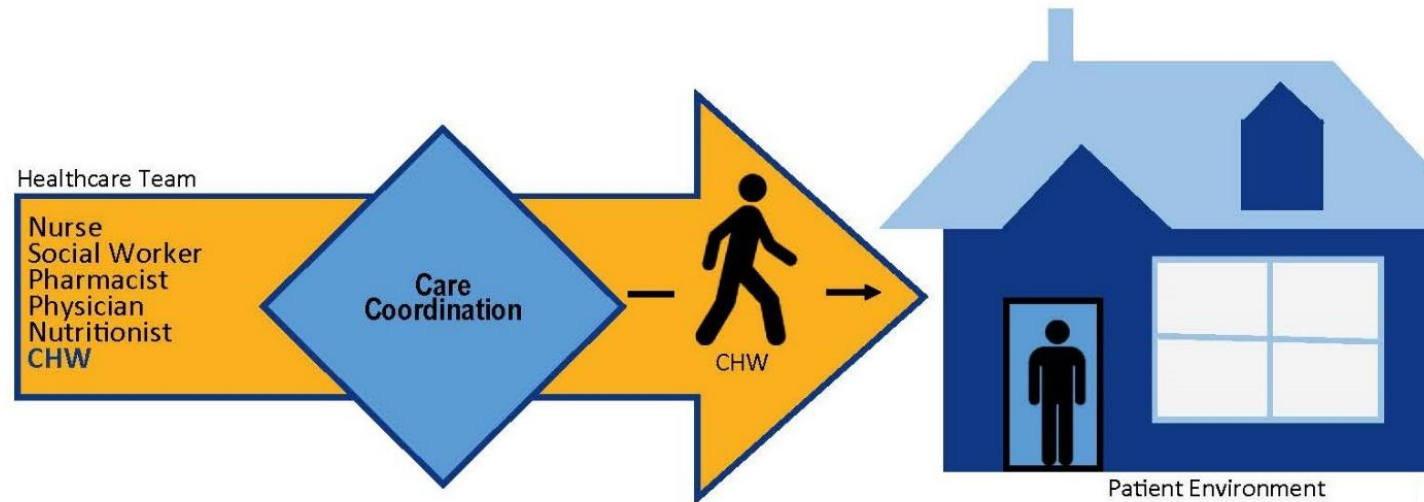 Healthcare Team
Nurse
Social Worker
Pharmacist
Physician
Nutritionist
CHW
Care
Coordination
CHW
Patient Environment